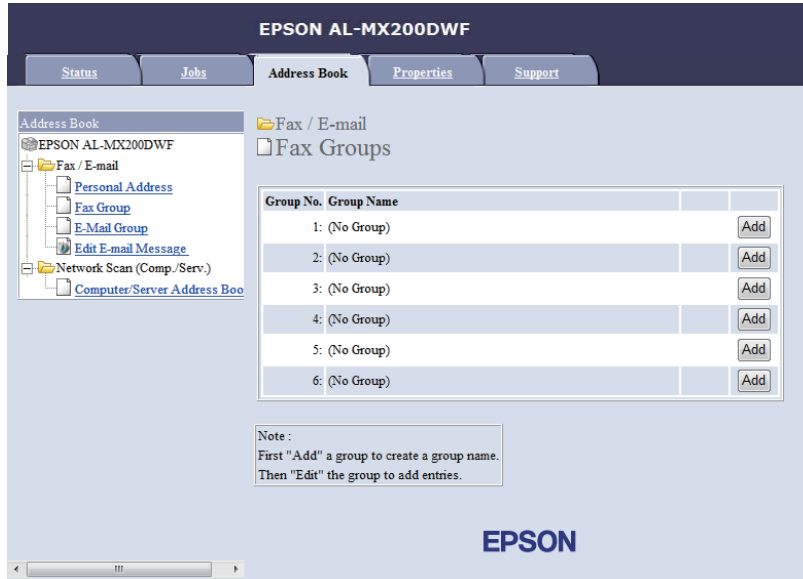 EPSON AL-MX200DWF
Status Jobs Address Book Properties Support
Address Book
EPSON AL-MX200DWF
Fax / E-mail
Personal Address
Fax Group
E-Mail Group
Edit E-mail Message
Network Scan (Comp./Serv.)
Computer/Server Address Boo
Fax / E-mail
Fax Groups
Group No. Group Name
1: (No Group) Add
2: (No Group) Add
3: (No Group) Add
4: (No Group) Add
5: (No Group) Add
6: (No Group) Add
Note :
First "Add" a group to create a group name.
Then "Edit" the group to add entries.
EPSON